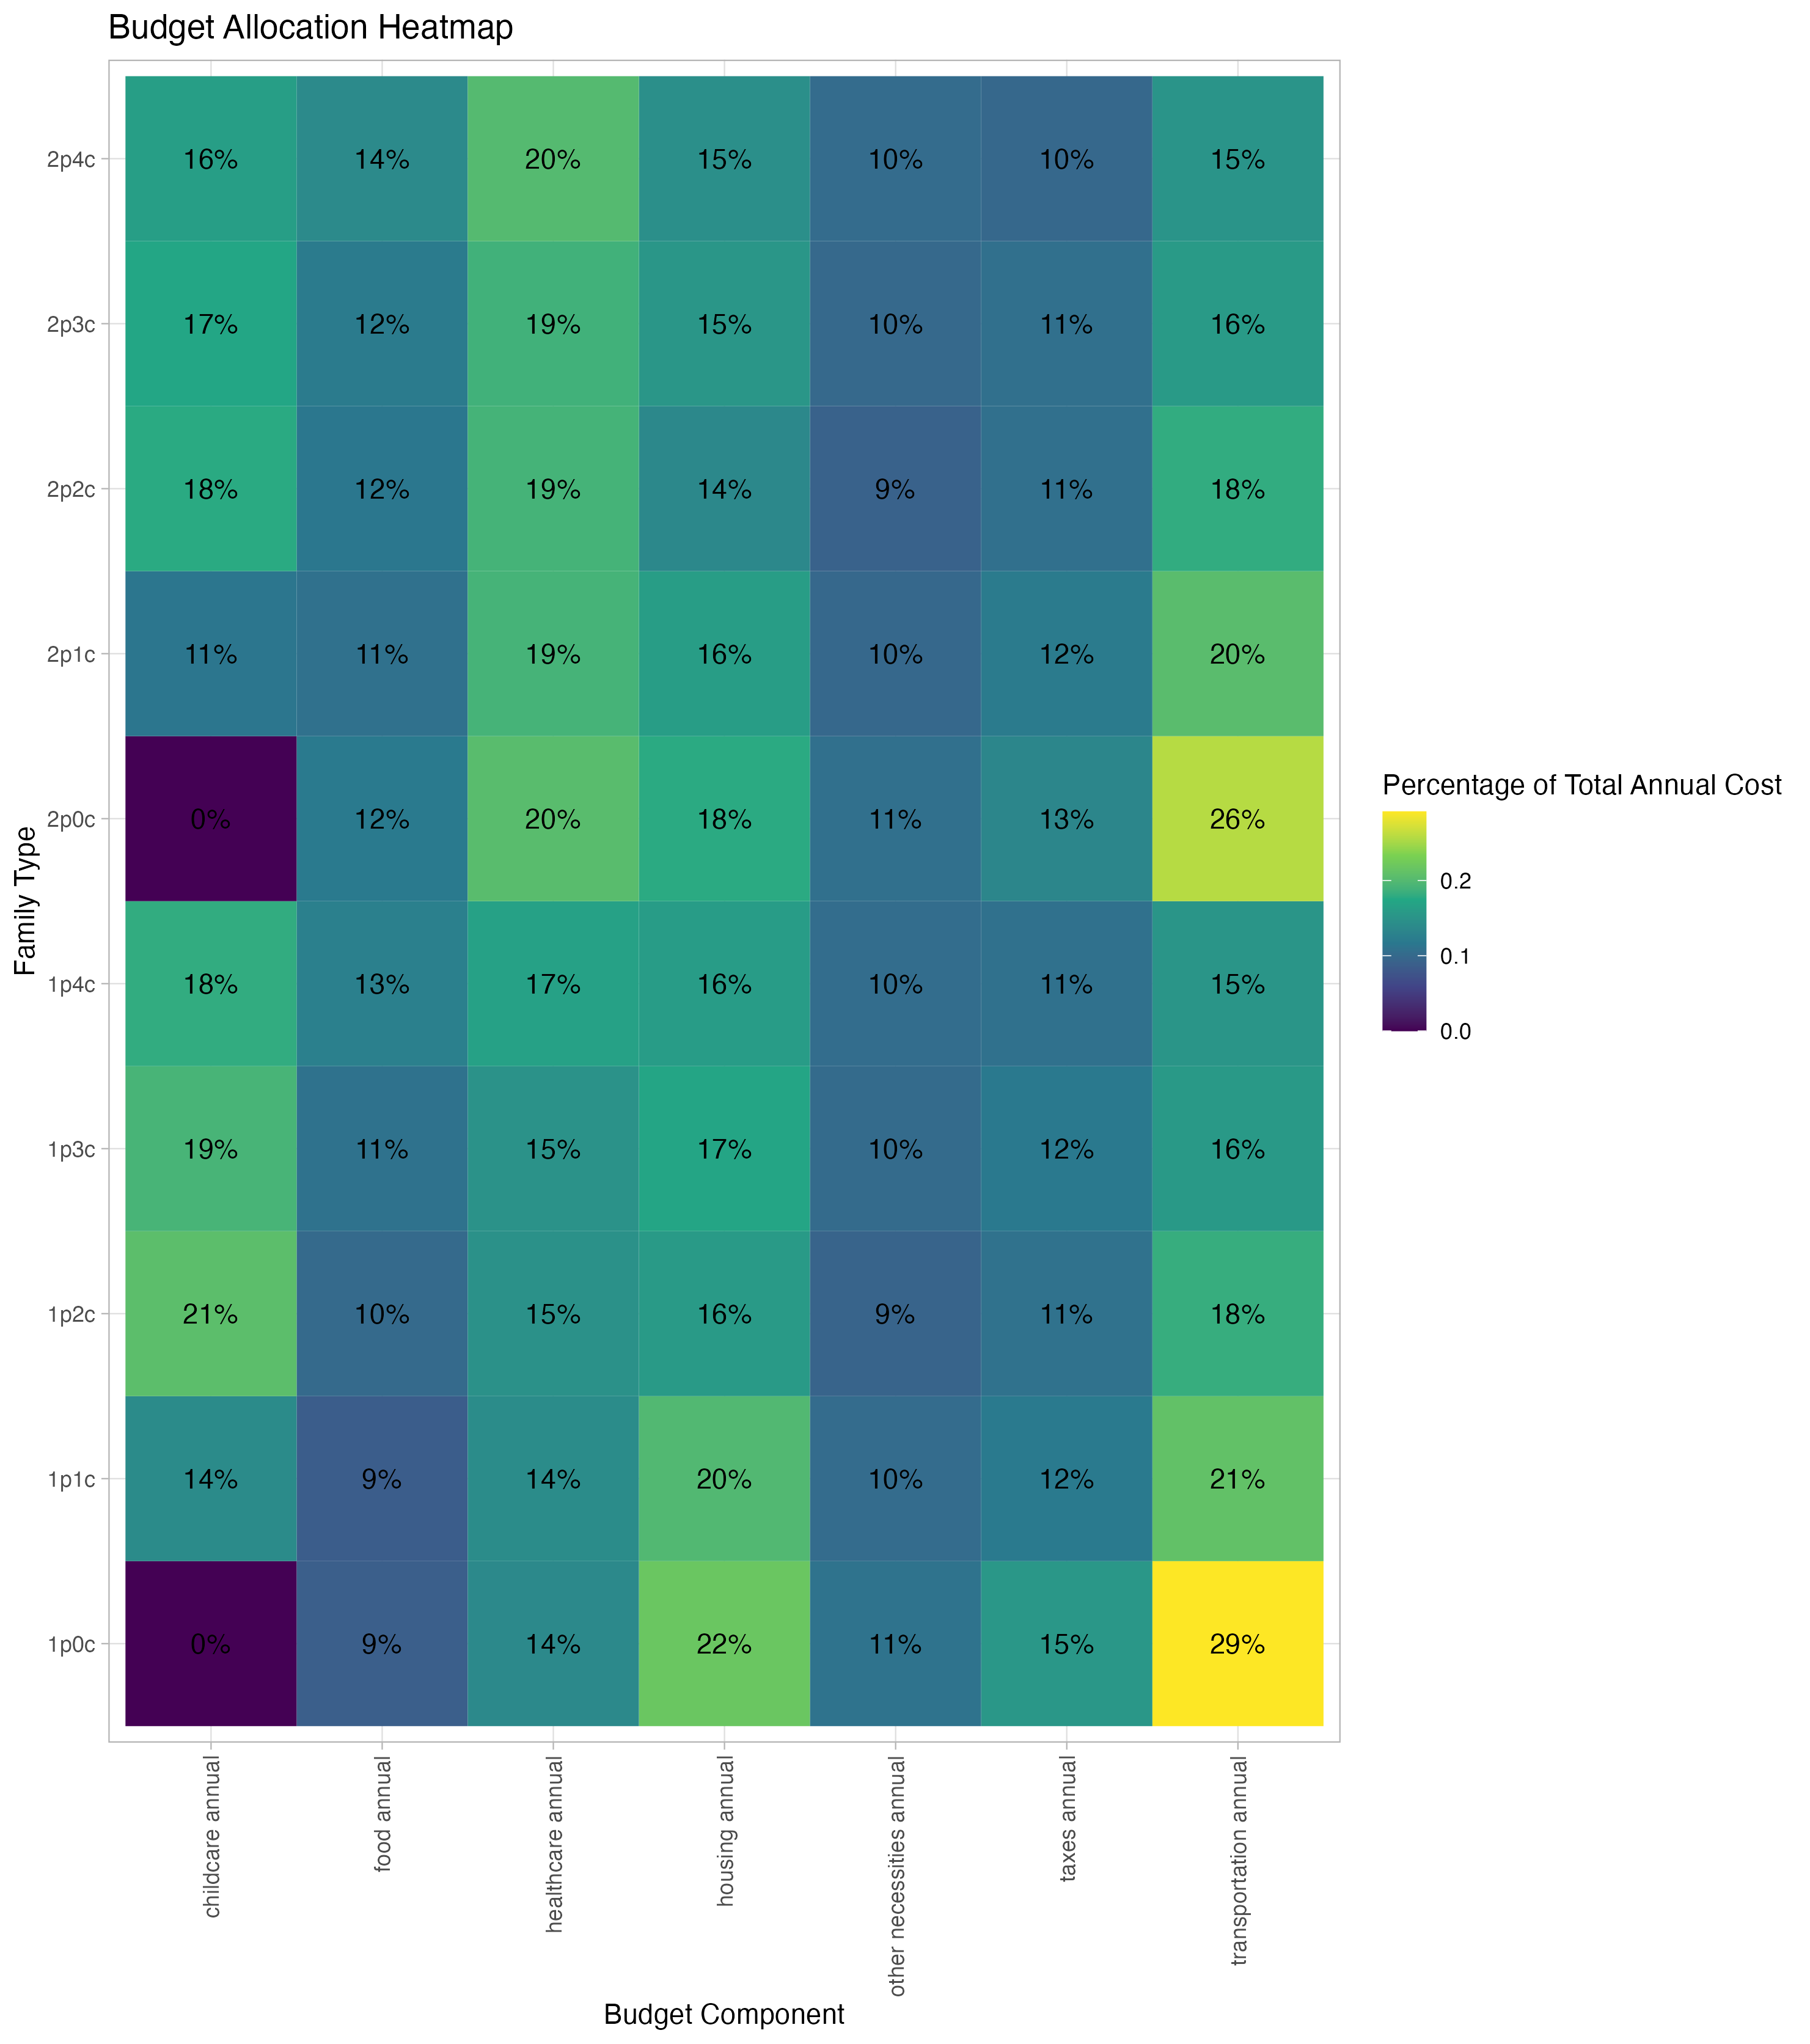 Budget Allocation Heatmap
2p4c 16% 14% 20% 15% 10% 10% 15%
2p3c 17% 12% 19% 15% 10% 11% 16%
2p2c 18% 12% 19% 14% 9% 11% 18%
2p1c 11% 11% 19% 16% 10% 12% 20%
2p0c 0% 12% 20% 18% 11% 13% 26%
1p4c 18% 13% 17% 16% 10% 11% 15%
1p3c 19% 11% 15% 17% 10% 12% 16%
1p2c 21% 10% 15% 16% 9% 11% 18%
1p1c 14% 9% 14% 20% 10% 12% 21%
1p0c 0% 9% 14% 22% 11% 15% 29%
Family Type
childcare annual
food annual
healthcare annual
housing annual
other necessities annual
taxes annual
transportation annual
Budget Component
Percentage of Total Annual Cost
0.2
0.1
0.0